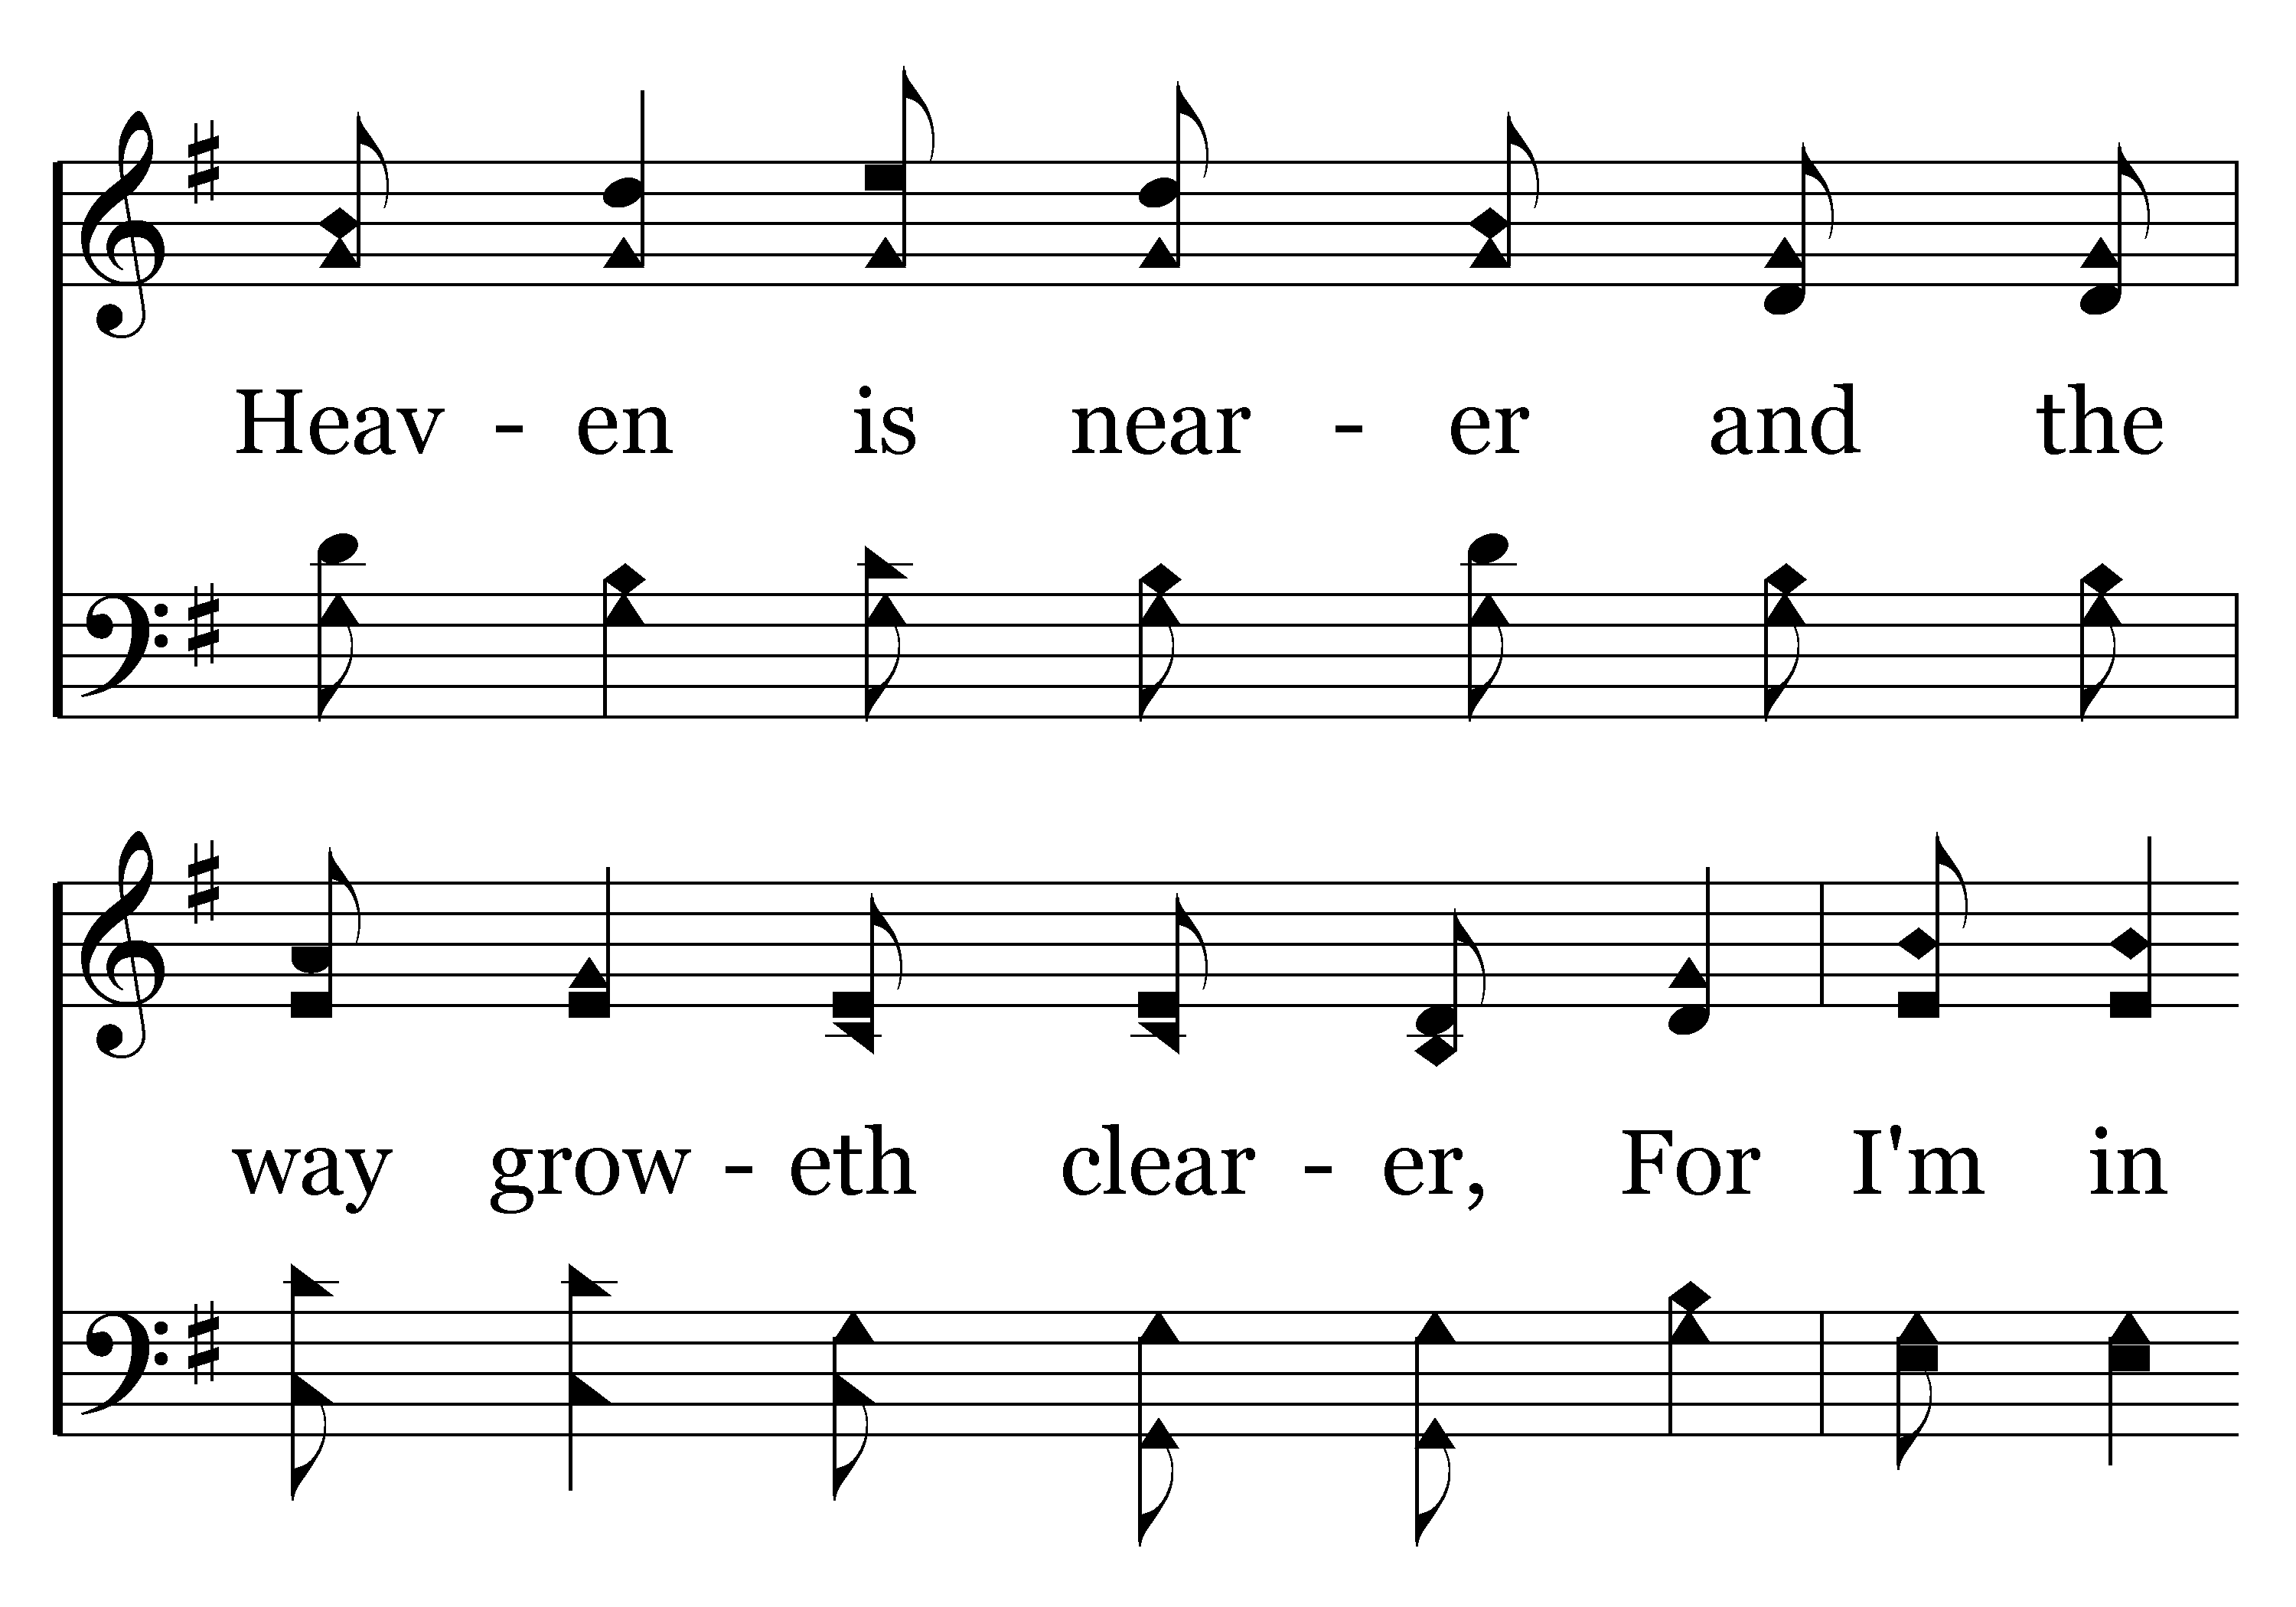 Heav - en is near - er and the
way grow - eth clear - er, For I'm in